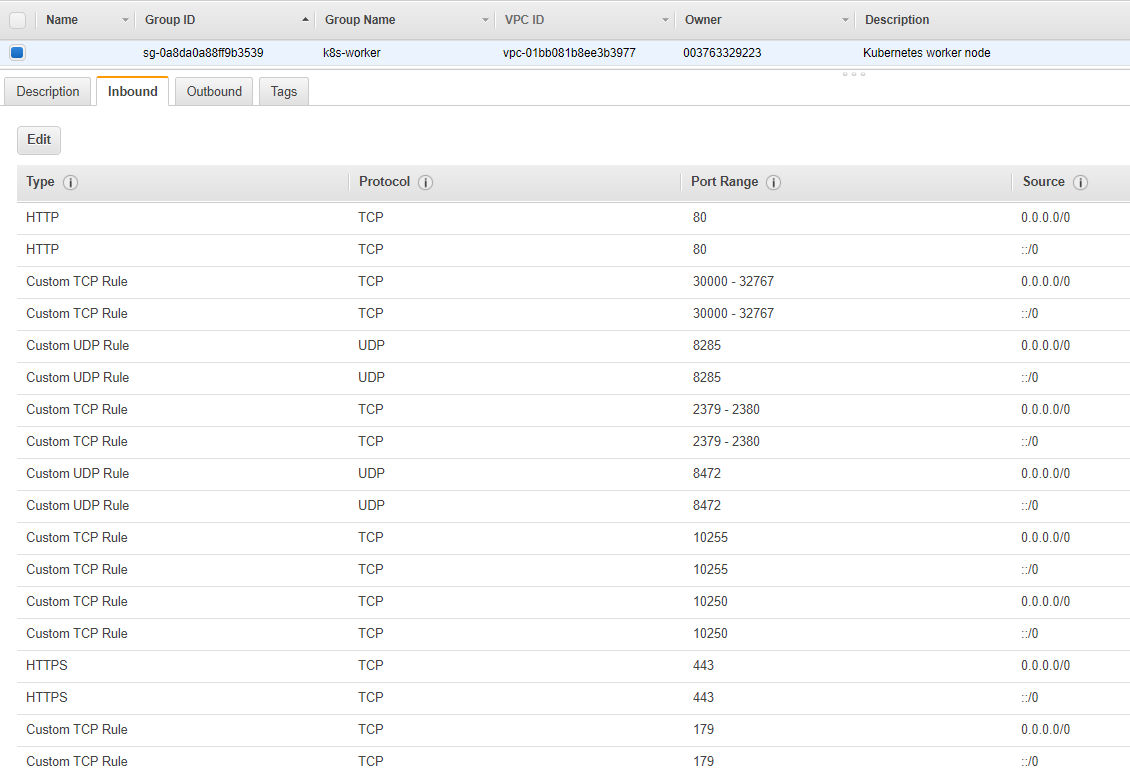 Name Group ID Group Name VPC ID Owner Description
sg-0a8da0a88ff9b3539 k8s-worker vpc-01bb081b8ee3b3977 003763329223 Kubernetes worker node
Description Inbound Outbound Tags
Edit
Type Protocol Port Range Source
HTTP TCP 80 0.0.0.0/0
HTTP TCP 80 ::/0
Custom TCP Rule TCP 30000 - 32767 0.0.0.0/0
Custom TCP Rule TCP 30000 - 32767 ::/0
Custom UDP Rule UDP 8285 0.0.0.0/0
Custom UDP Rule UDP 8285 ::/0
Custom TCP Rule TCP 2379 - 2380 0.0.0.0/0
Custom TCP Rule TCP 2379 - 2380 ::/0
Custom UDP Rule UDP 8472 0.0.0.0/0
Custom UDP Rule UDP 8472 ::/0
Custom TCP Rule TCP 10255 0.0.0.0/0
Custom TCP Rule TCP 10255 ::/0
Custom TCP Rule TCP 10250 0.0.0.0/0
Custom TCP Rule TCP 10250 ::/0
HTTPS TCP 443 0.0.0.0/0
HTTPS TCP 443 ::/0
Custom TCP Rule TCP 179 0.0.0.0/0
Custom TCP Rule TCP 179 ::/0